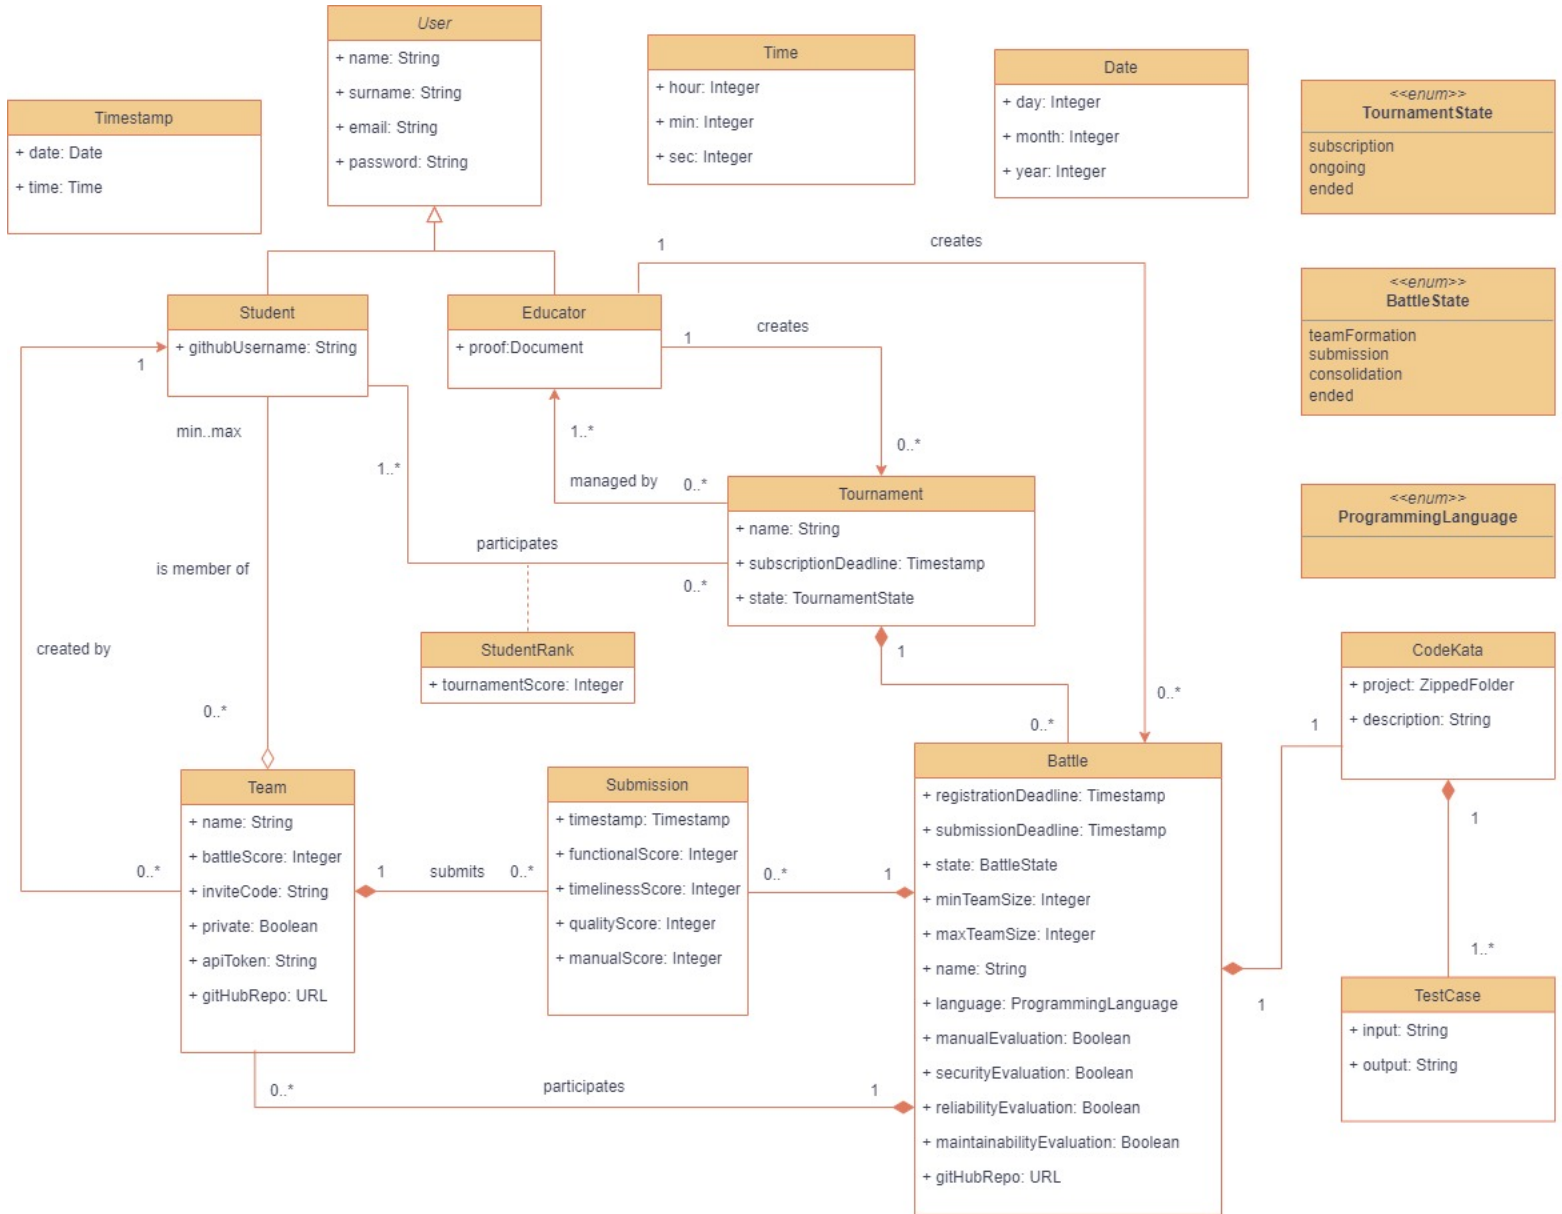 User
+ name: String
+ surname: String
+ email: String
+ password: String
Time
+ hour: Integer
+ min: Integer
+ sec: Integer
Date
+ day: Integer
+ month: Integer
+ year: Integer
<<enum>>
TournamentState
subscription
ongoing
ended
Timestamp
+ date: Date
+ time: Time
1
creates
<<enum>>
BattleState
teamFormation
submission
consolidation
ended
Student
+ githubUsername: String
Educator
+ proof:Document
1
creates
1
min..max
1..*
1..*
0..*
managed by
0..*
<<enum>>
ProgrammingLanguage
Tournament
+ name: String
+ subscriptionDeadline: Timestamp
+ state: TournamentState
participates
0..*
is member of
created by
StudentRank
+ tournamentScore: Integer
1
0..*
0..*
0..*
CodeKata
+ project: ZippedFolder
+ description: String
1
1
1..*
Team
+ name: String
+ battleScore: Integer
+ inviteCode: String
+ private: Boolean
+ apiToken: String
+ gitHubRepo: URL
0..*
1
submits
0..*
Submission
+ timestamp: Timestamp
+ functionalScore: Integer
+ timelinessScore: Integer
+ qualityScore: Integer
+ manualScore: Integer
0..*
1
Battle
+ registrationDeadline: Timestamp
+ submissionDeadline: Timestamp
+ state: BattleState
+ minTeamSize: Integer
+ maxTeamSize: Integer
+ name: String
+ language: ProgrammingLanguage
+ manualEvaluation: Boolean
+ securityEvaluation: Boolean
+ reliabilityEvaluation: Boolean
+ maintainabilityEvaluation: Boolean
+ gitHubRepo: URL
1
TestCase
+ input: String
+ output: String
0..*
participates
1